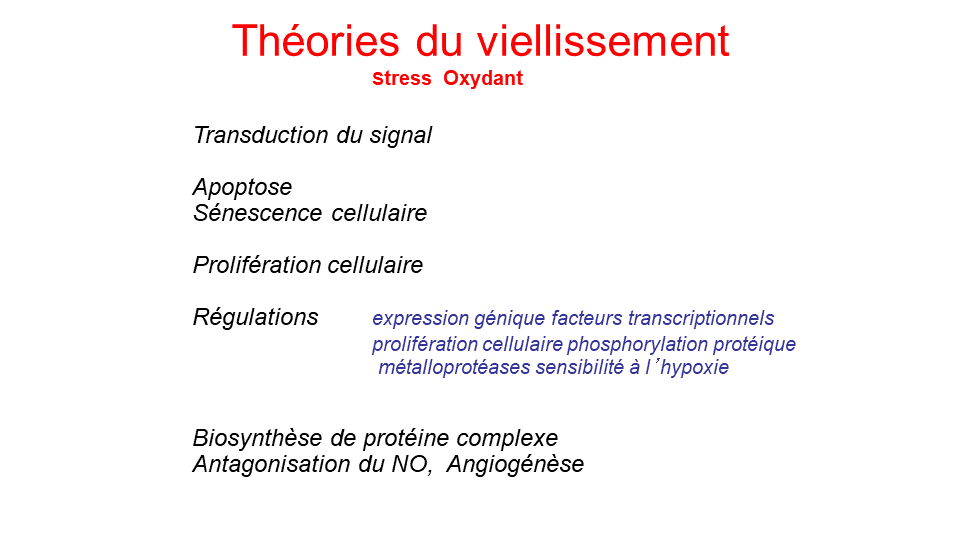 Théories du viellissement
Stress Oxydant
Transduction du signal
Apoptose
Sénescence cellulaire
Prolifération cellulaire
Régulations expression génique facteurs transcriptionnels
prolifération cellulaire phosphorylation protéique
métalloprotéases sensibilité à l’hypoxie
Biosynthèse de protéine complexe
Antagonisation du NO, Angiogénèse